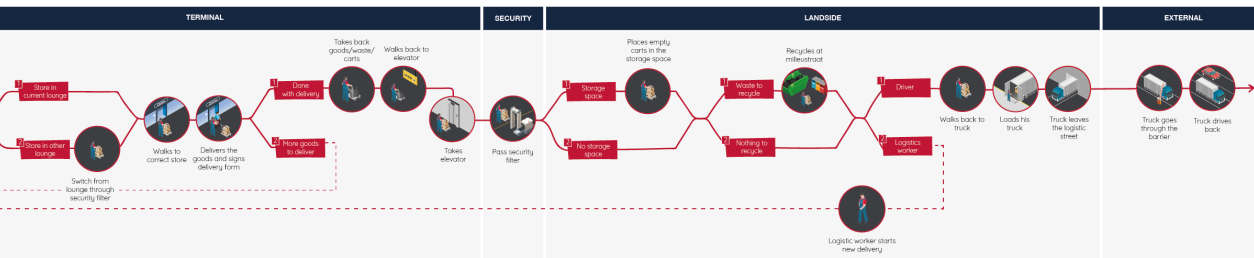 TERMINAL
SECURITY
LANDSIDE
EXTERNAL
1
Store in
current lounge
2
Store in other
lounge
Switch from
lounge through
security filter
Walks to
correct store
Delivers the
goods and signs
delivery form
1
Done
with delivery
2
More goods
to deliver
Takes back
goods/waste/
carts
Walks back to
elevator
Takes
elevator
Pass security
filter
1
Storage
space
2
No storage
space
Places empty
carts in the
storage space
1
Waste to
recycle
2
Nothing to
recycle
Recycles at
milieustraat
1
Driver
2
Logistics
worker
Logistic worker starts
new delivery
Walks back to
truck
Loads his
truck
Truck leaves
the logistic
street
Truck goes
through the
barrier
Truck drives
back